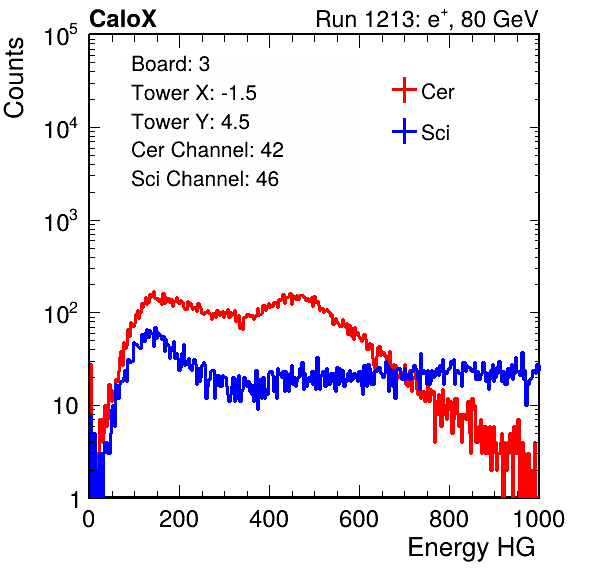 CaloX Run 1213: e⁺, 80 GeV
Counts
Board: 3
Tower X: -1.5
Tower Y: 4.5
Cer Channel: 42
Sci Channel: 46
Cer
Sci
10⁵
10⁴
10³
10²
10
1
0 200 400 600 800 1000
Energy HG